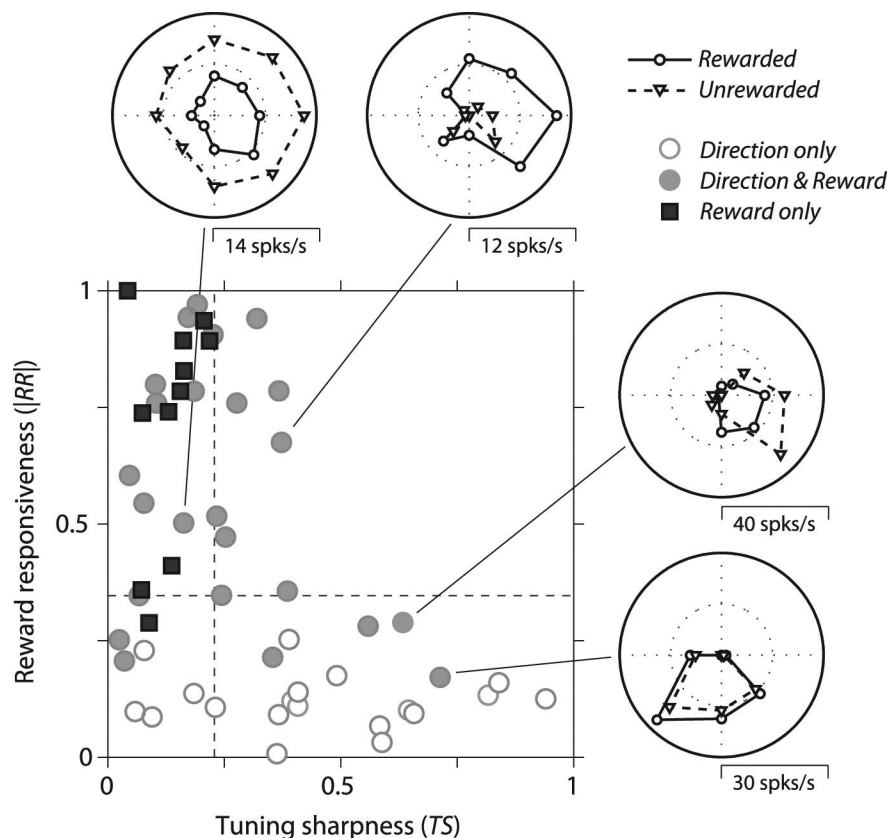 Rewarded
Unrewarded
Direction only
Direction & Reward
Reward only
14 spks/s
12 spks/s
40 spks/s
30 spks/s
Reward responsiveness (|RR|)
1
0.5
0
0
0.5
1
Tuning sharpness (TS)